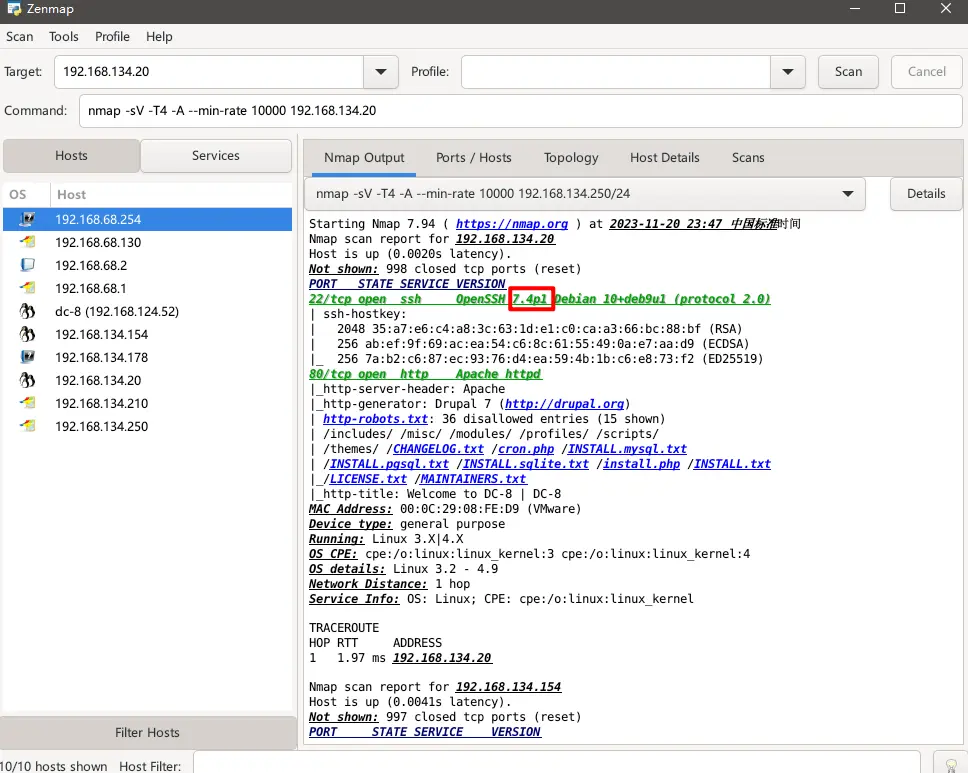 Zenmap
Scan Tools Profile Help
Target: 192.168.134.20 Profile: Scan Cancel
Command: nmap -sV -T4 -A --min-rate 10000 192.168.134.20
Hosts Services
OS Host
192.168.68.254
192.168.68.130
192.168.68.2
192.168.68.1
dc-8 (192.168.124.52)
192.168.134.154
192.168.134.178
192.168.134.20
192.168.134.210
192.168.134.250
Filter Hosts
10/10 hosts shown Host Filter:
Nmap Output Ports / Hosts Topology Host Details Scans
nmap -sV -T4 -A --min-rate 10000 192.168.134.250/24 Details
Starting Nmap 7.94 ( https://nmap.org ) at 2023-11-20 23:47 中国标准时间
Nmap scan report for 192.168.134.20
Host is up (0.0020s latency).
Not shown: 998 closed tcp ports (reset)
PORT   STATE SERVICE VERSION
22/tcp open  ssh     OpenSSH 7.4p1 Debian 10+deb9u1 (protocol 2.0)
| ssh-hostkey:
|   2048 35:a7:e6:c4:a8:3c:63:1d:e1:c0:ca:a3:66:bc:88:bf (RSA)
|   256 ab:ef:9f:69:ac:ea:54:c6:8c:61:55:49:0a:e7:aa:d9 (ECDSA)
|_  256 7a:b2:c6:87:ec:93:76:d4:ea:59:4b:1b:c6:e8:73:f2 (ED25519)
80/tcp open  http    Apache httpd
|_http-server-header: Apache
|_http-generator: Drupal 7 (http://drupal.org)
| http-robots.txt: 36 disallowed entries (15 shown)
| /includes/ /misc/ /modules/ /profiles/ /scripts/
| /themes/ /CHANGELOG.txt /cron.php /INSTALL.mysql.txt
| /INSTALL.pgsql.txt /INSTALL.sqlite.txt /install.php /INSTALL.txt
|_/LICENSE.txt /MAINTAINERS.txt
|_http-title: Welcome to DC-8 | DC-8
MAC Address: 00:0C:29:08:FE:D9 (VMware)
Device type: general purpose
Running: Linux 3.X|4.X
OS CPE: cpe:/o:linux:linux_kernel:3 cpe:/o:linux:linux_kernel:4
OS details: Linux 3.2 - 4.9
Network Distance: 1 hop
Service Info: OS: Linux; CPE: cpe:/o:linux:linux_kernel
TRACEROUTE
HOP RTT     ADDRESS
1   1.97 ms 192.168.134.20
Nmap scan report for 192.168.134.154
Host is up (0.0041s latency).
Not shown: 997 closed tcp ports (reset)
PORT     STATE SERVICE    VERSION